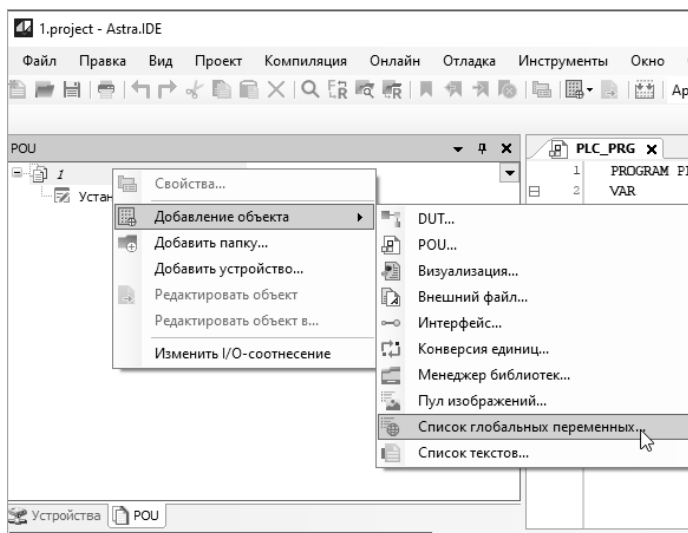 1.project - Astra.IDE
Файл Правка Вид Проект Компиляция Онлайн Отладка Инструменты Окно
POU
PLC_PRG
1
1 PROGRAM
Свойства...
2 VAR
Добавление объекта
DUT...
Добавить папку...
POU...
Добавить устройство...
Визуализация...
Редактировать объект
Внешний файл...
Редактировать объект в...
Интерфейс...
Изменить I/O-соотнесение
Конверсия единиц...
Менеджер библиотек...
Пул изображений...
Список глобальных переменных...
Список текстов...
Устройства POU